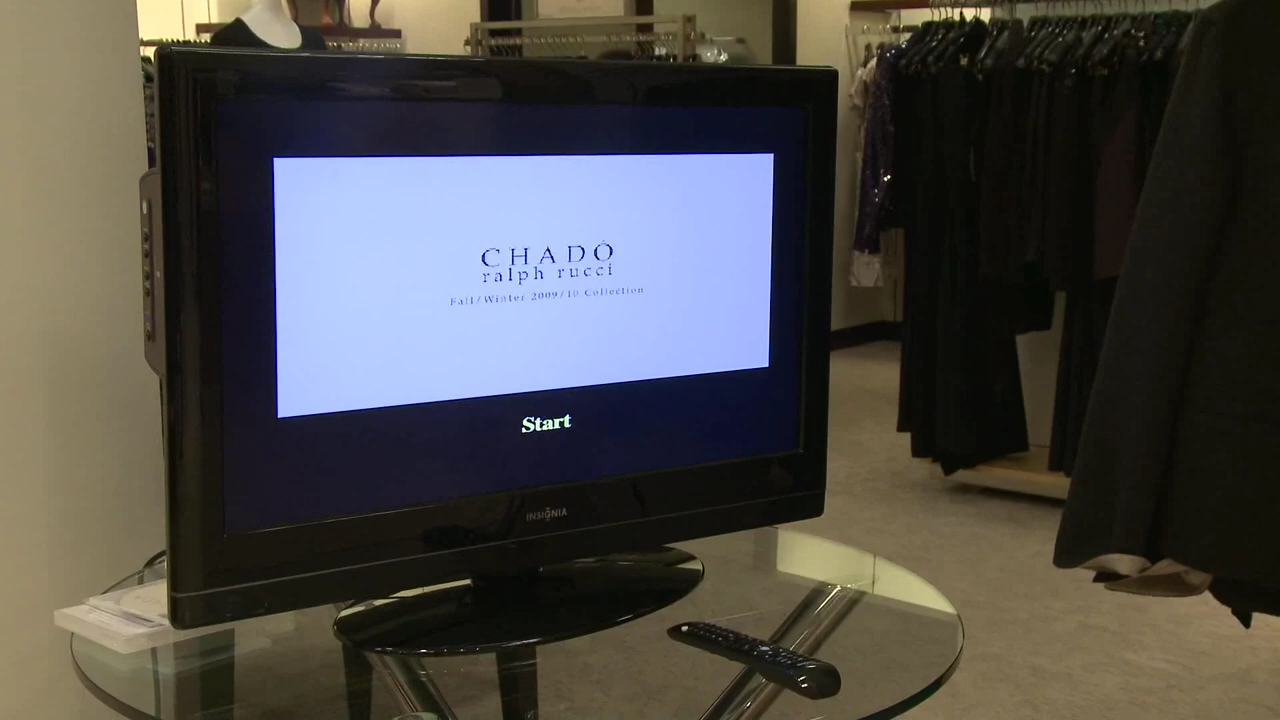 CHADO
ralph rucci
Fall/Winter 2009/10 Collection
Start
INSIGNIA